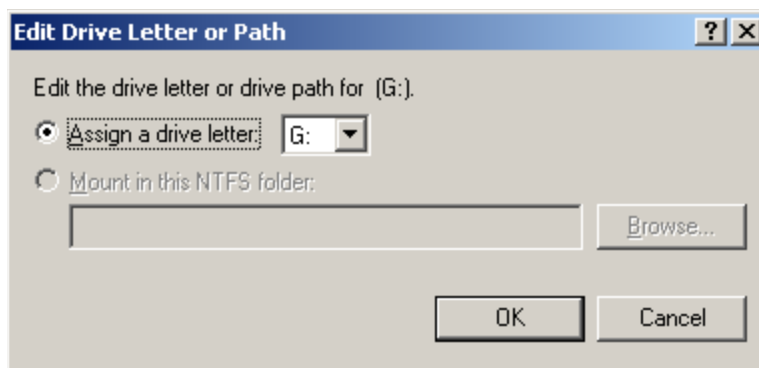 Edit Drive Letter or Path
Edit the drive letter or drive path for (G:).
Assign a drive letter: G:
Mount in this NTFS folder:
Browse...
OK Cancel